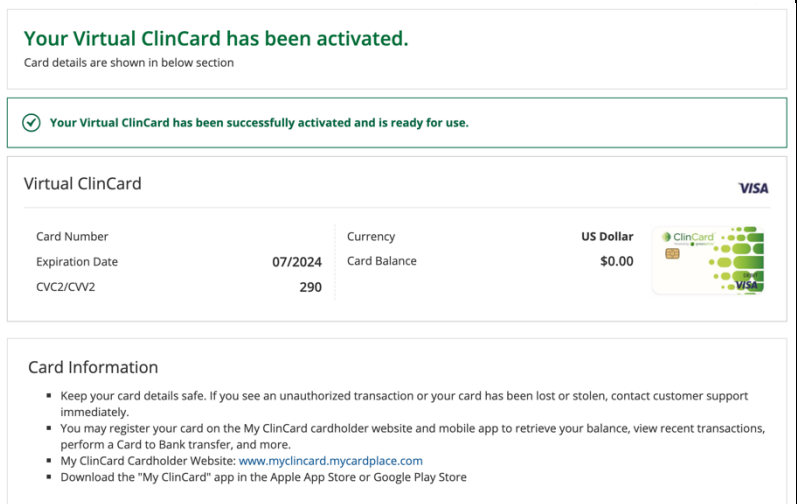 Your Virtual ClinCard has been activated.
Card details are shown in below section
Your Virtual ClinCard has been successfully activated and is ready for use.
Virtual ClinCard
VISA
Card Number
Expiration Date 07/2024
CVC2/CVV2 290
Currency US Dollar
Card Balance $0.00
ClinCard
DEBIT
VISA
Card Information
▪ Keep your card details safe. If you see an unauthorized transaction or your card has been lost or stolen, contact customer support
immediately.
▪ You may register your card on the My ClinCard cardholder website and mobile app to retrieve your balance, view recent transactions,
perform a Card to Bank transfer, and more.
▪ My ClinCard Cardholder Website: www.myclincard.mycardplace.com
▪ Download the "My ClinCard" app in the Apple App Store or Google Play Store